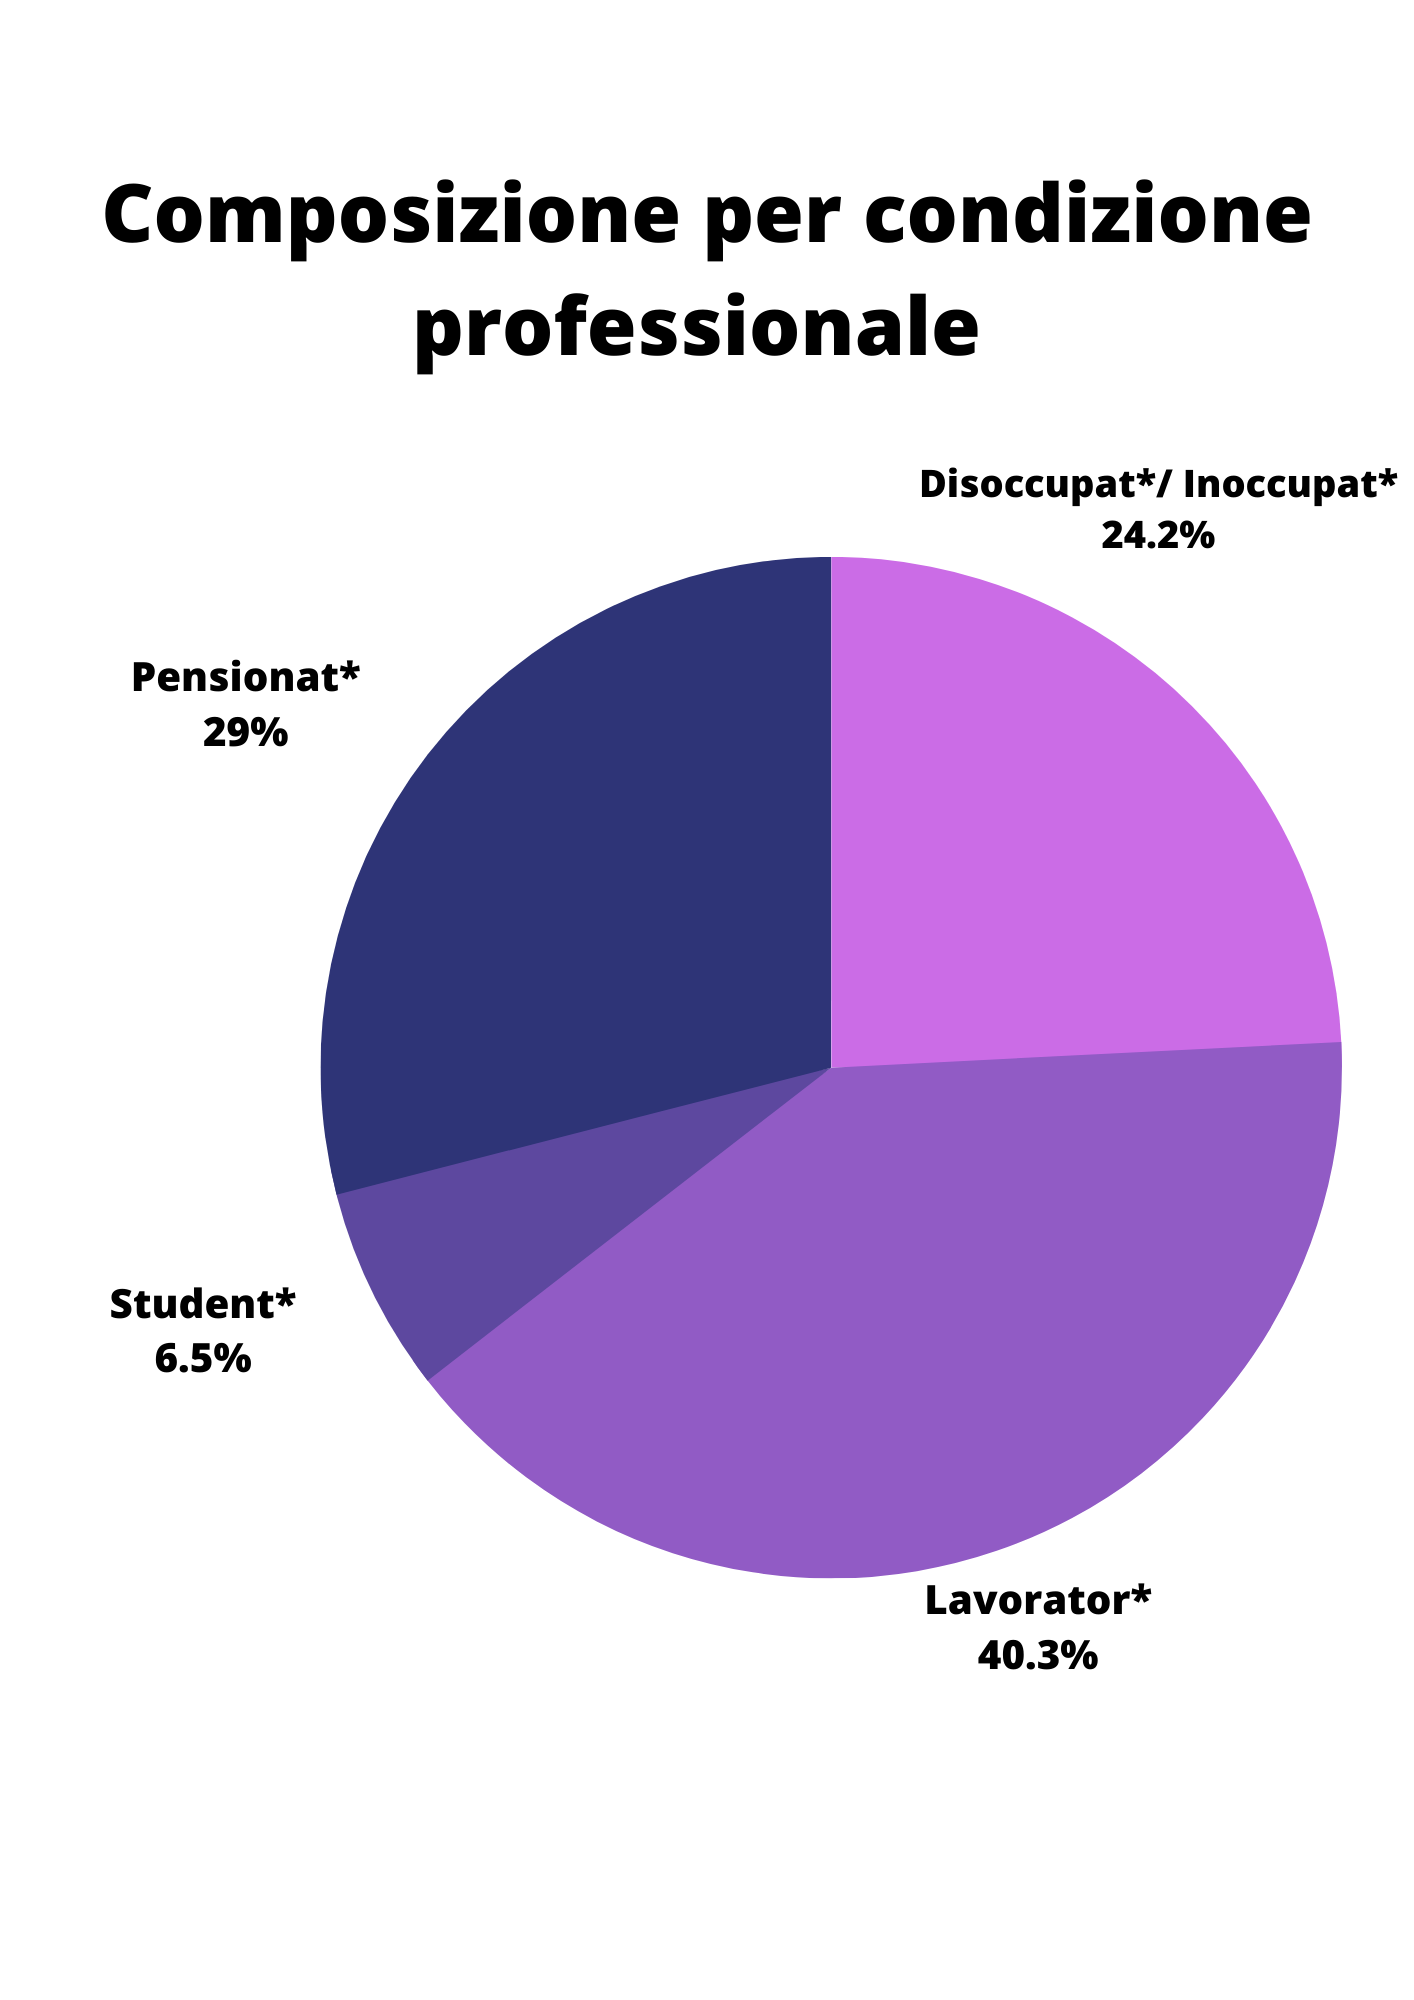 Composizione per condizione
professionale
Disoccupat*/ Inoccupat*
24.2%
Pensionat*
29%
Student*
6.5%
Lavorator*
40.3%